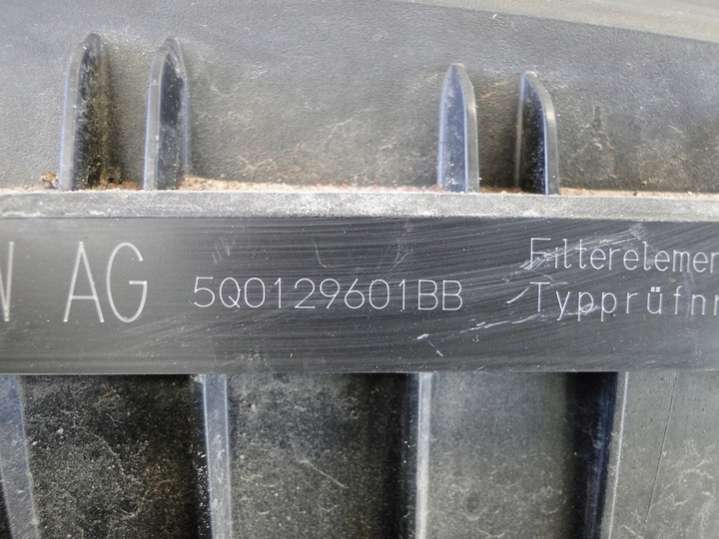 AG
5Q0129601BB
Filterelemen
Typprüfnr